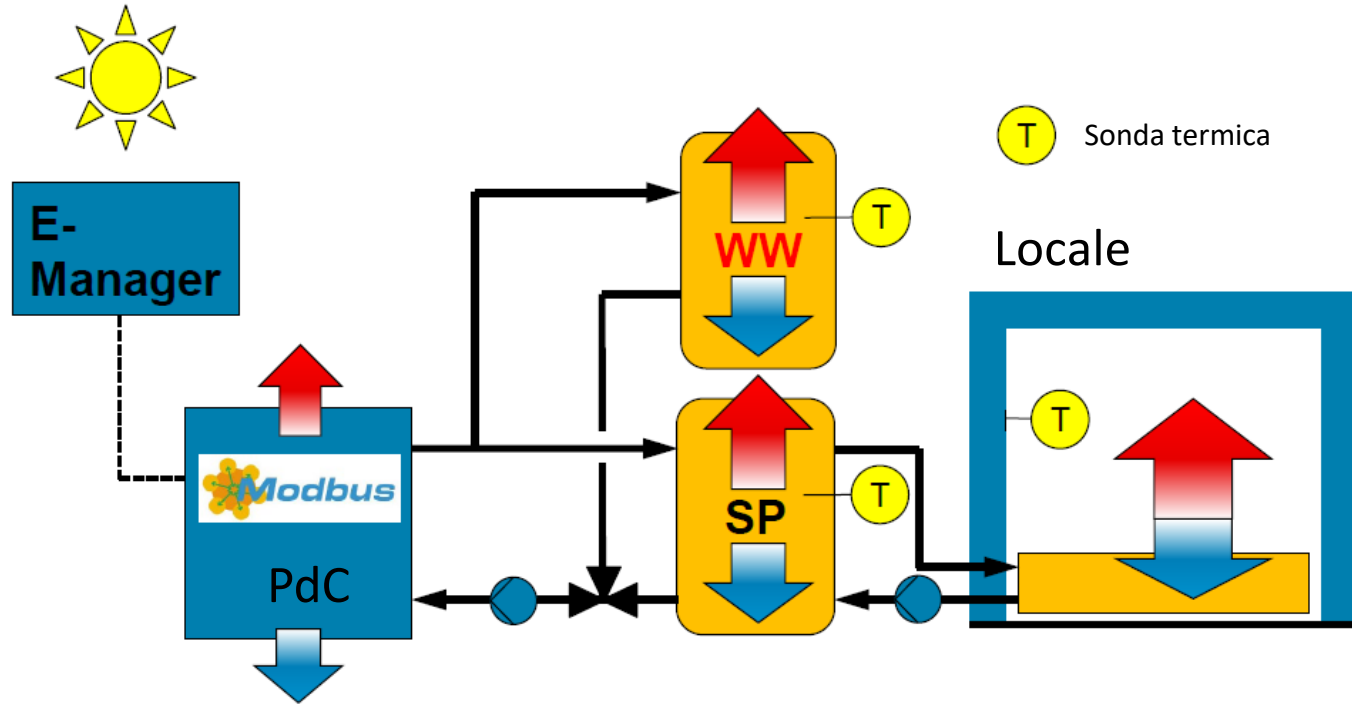 T
Sonda termica
E-
Manager
WW
T
Locale
T
Modbus
SP
T
PdC